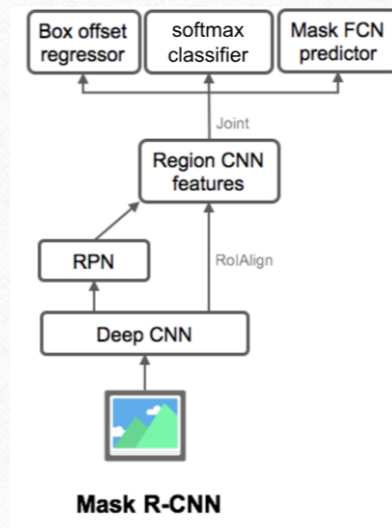 Box offset
regressor
softmax
classifier
Mask FCN
predictor
Joint
Region CNN
features
RPN
RoIAlign
Deep CNN
Mask R-CNN